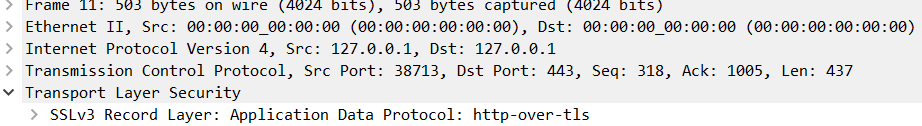 Frame 11: 503 bytes on wire (4024 bits), 503 bytes captured (4024 bits)
Ethernet II, Src: 00:00:00_00:00:00 (00:00:00:00:00:00), Dst: 00:00:00_00:00:00 (00:00:00:00:00:00)
Internet Protocol Version 4, Src: 127.0.0.1, Dst: 127.0.0.1
Transmission Control Protocol, Src Port: 38713, Dst Port: 443, Seq: 318, Ack: 1005, Len: 437
Transport Layer Security
SSLv3 Record Layer: Application Data Protocol: http-over-tls